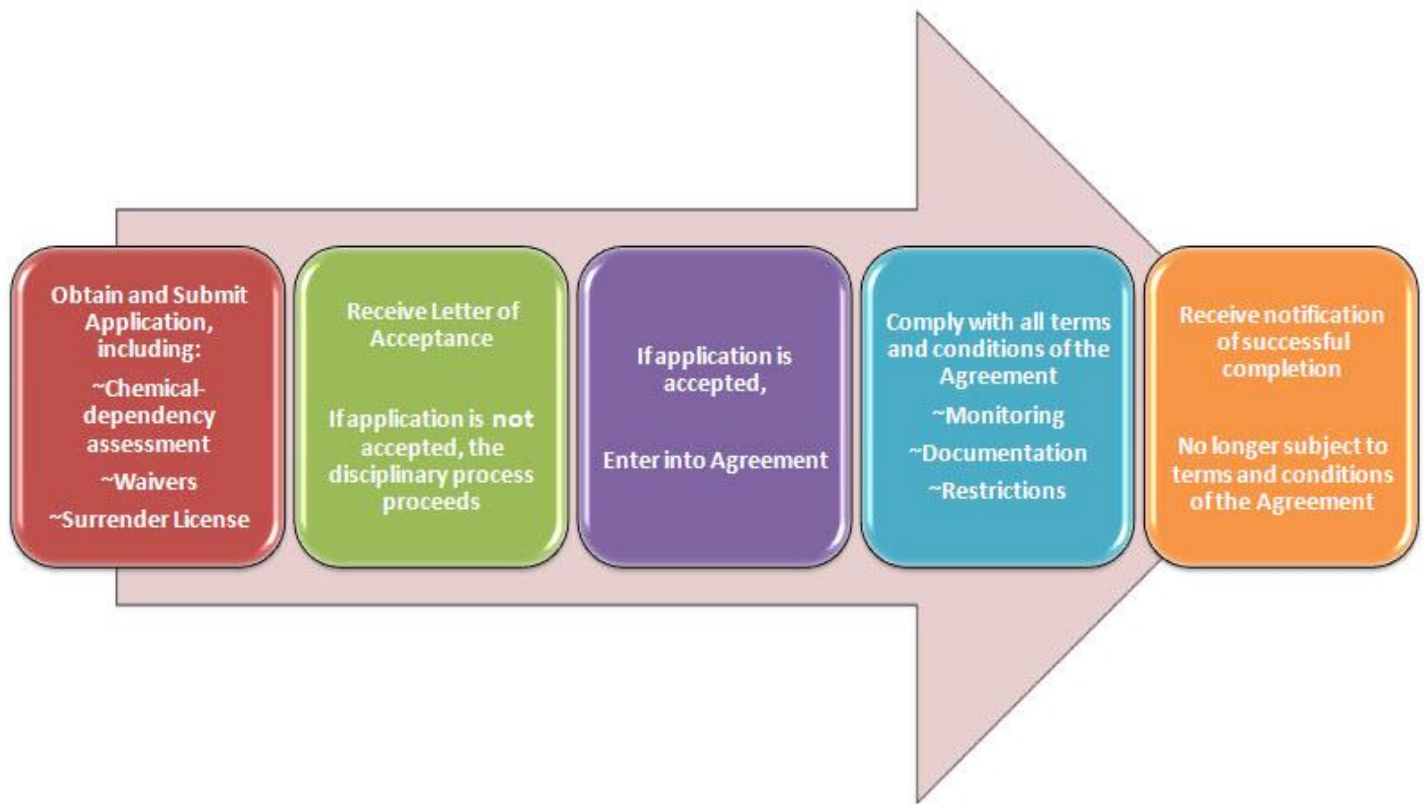 Obtain and Submit
Application,
including:
~Chemical-
dependency
assessment
~Waivers
~Surrender License
Receive Letter of
Acceptance
If application is not
accepted, the
disciplinary process
proceeds
If application is
accepted,
Enter into Agreement
Comply with all terms
and conditions of the
Agreement
~Monitoring
~Documentation
~Restrictions
Receive notification
of successful
completion
No longer subject to
terms and conditions
of the Agreement